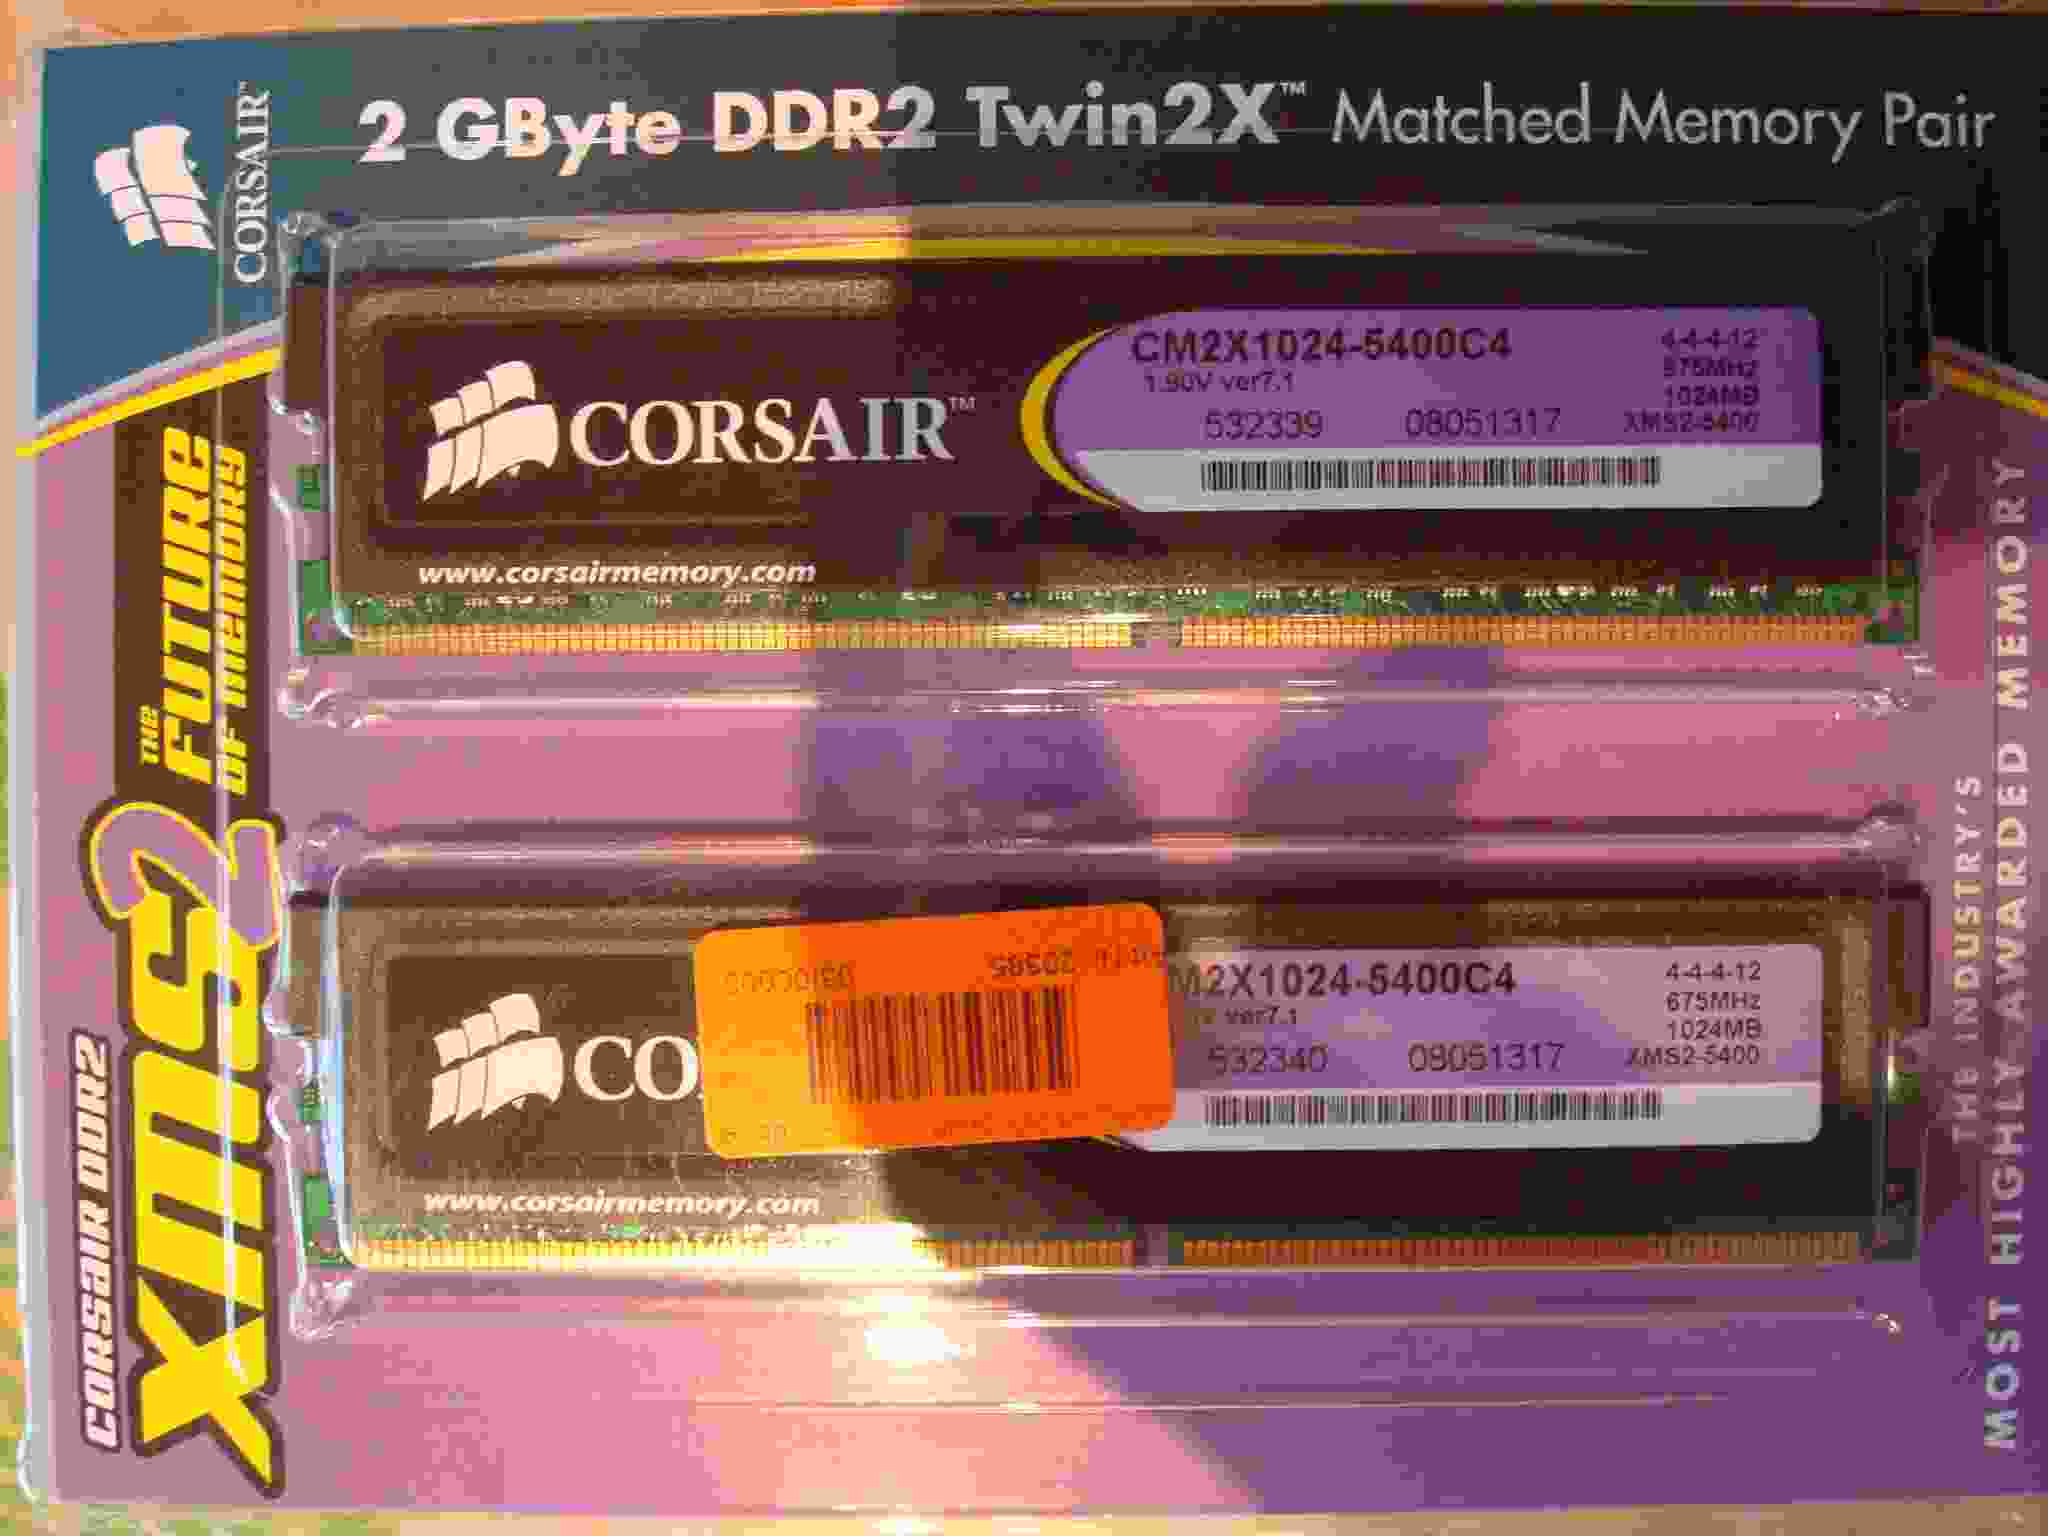 CORSAIR™
2 GByte DDR2 Twin2X™ Matched Memory Pair
CORSAIR™
www.corsairmemory.com
CM2X1024-5400C4
1.90V ver7.1
532339 08051317
4-4-4-12
675MHz
1024MB
XMS2-5400
CORSAIR DDR2
XMS2
THE FUTURE
OF MEMORY
CO
www.corsairmemory.com
M2X1024-5400C4
ver7.1
532340 08051317
4-4-4-12
675MHz
1024MB
XMS2-5400
20585
THE INDUSTRY'S
MOST HIGHLY AWARDED MEMORY